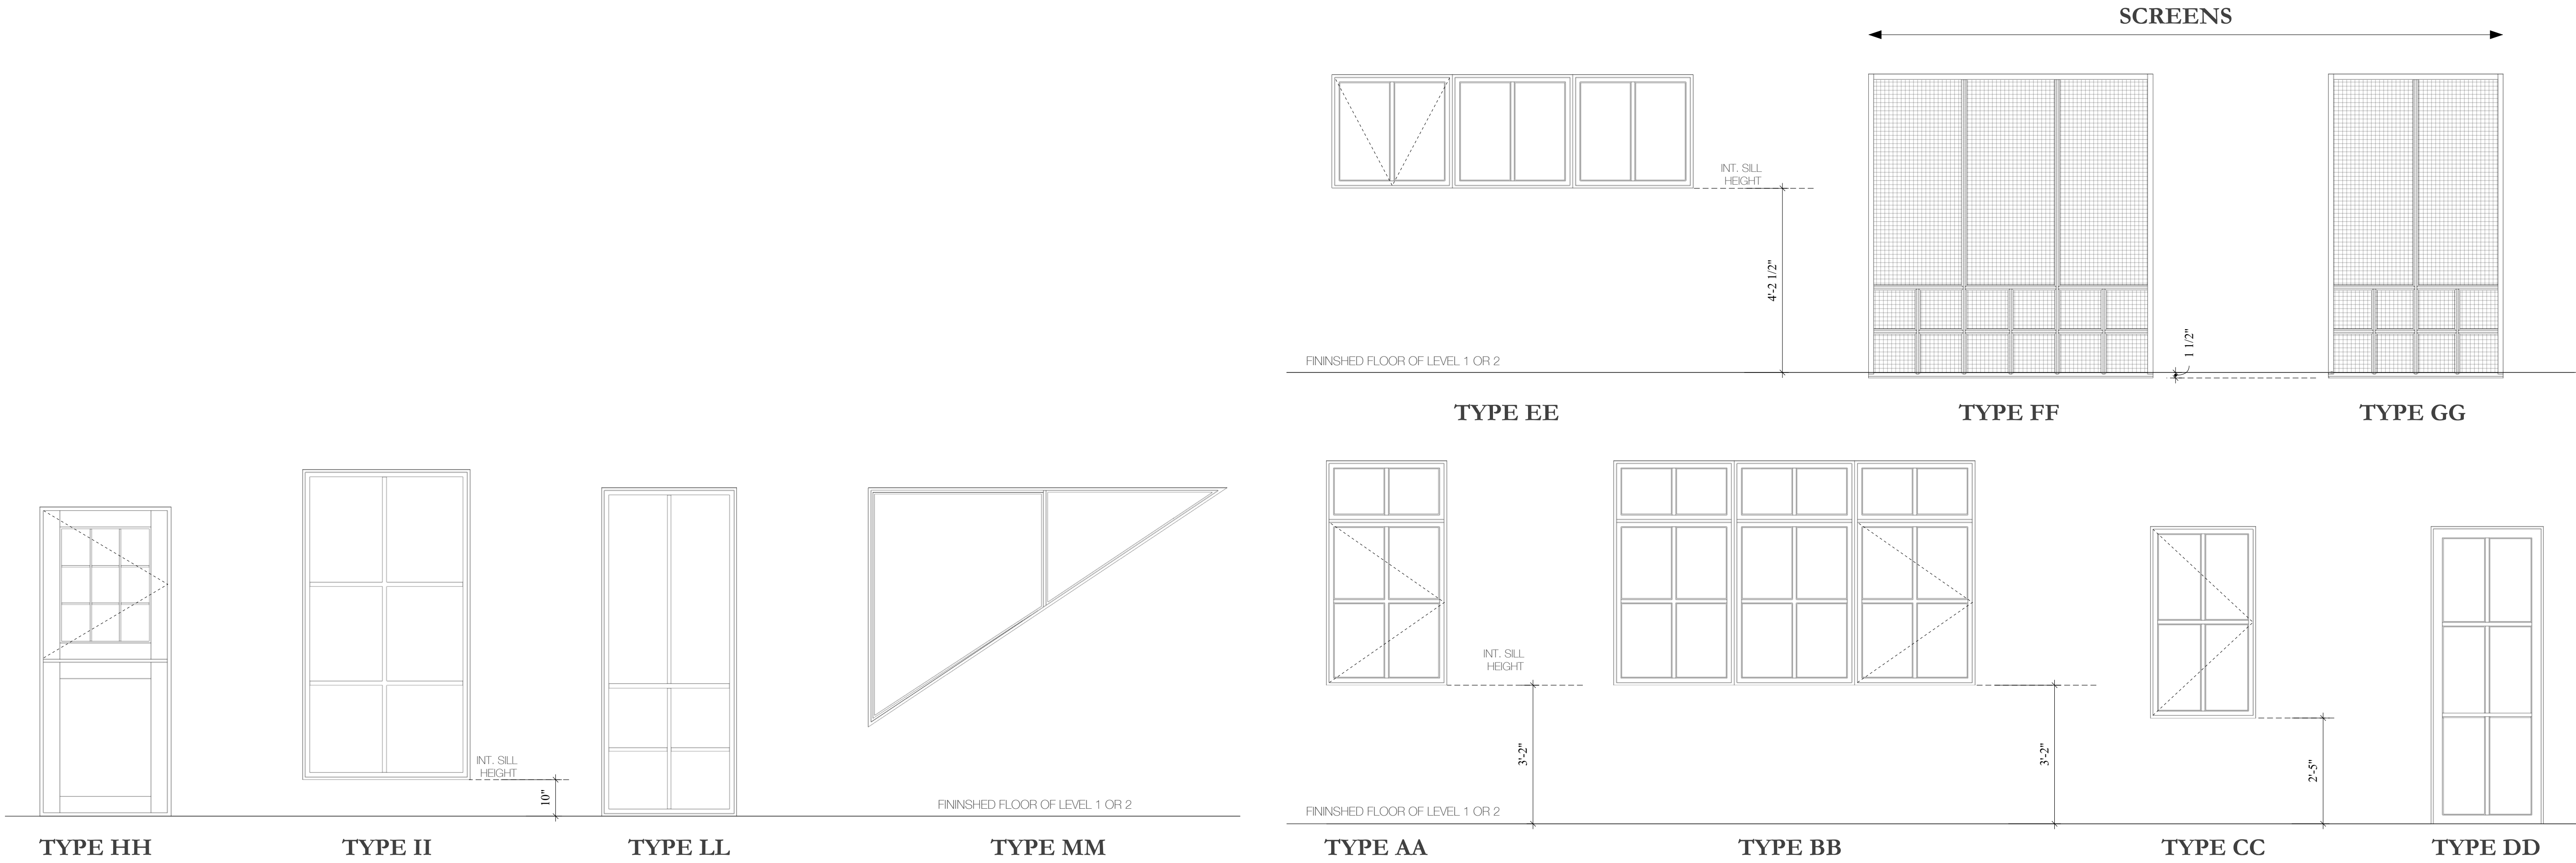 SCREENS
INT. SILL
HEIGHT
4'-2 1/2"
1 1/2"
FININSHED FLOOR OF LEVEL 1 OR 2
TYPE EE
TYPE FF
TYPE GG
INT. SILL
HEIGHT
10"
FININSHED FLOOR OF LEVEL 1 OR 2
TYPE HH
TYPE II
TYPE LL
TYPE MM
INT. SILL
HEIGHT
3'-2"
3'-2"
2'-5"
FININSHED FLOOR OF LEVEL 1 OR 2
TYPE AA
TYPE BB
TYPE CC
TYPE DD